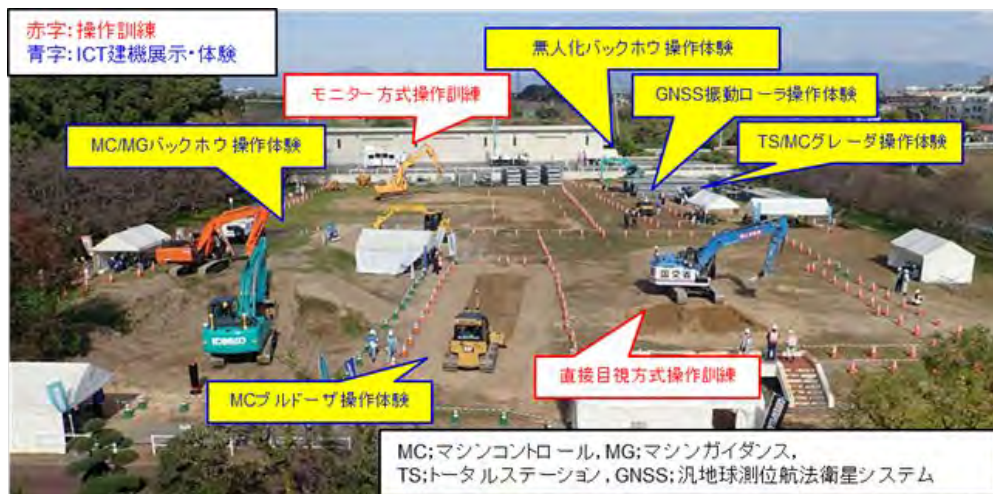 赤字:操作訓練
青字:ICT建機展示・体験
無人化バックホウ操作体験
モニター方式操作訓練
GNSS振動ローラ操作体験
MC/MGバックホウ操作体験
TS/MCグレーダ操作体験
国交省
KOBELCO
直接目視方式操作訓練
MCブルドーザ操作体験
MC;マシンコントロール,MG;マシンガイダンス,
TS;トータルステーション,GNSS;汎地球測位航法衛星システム